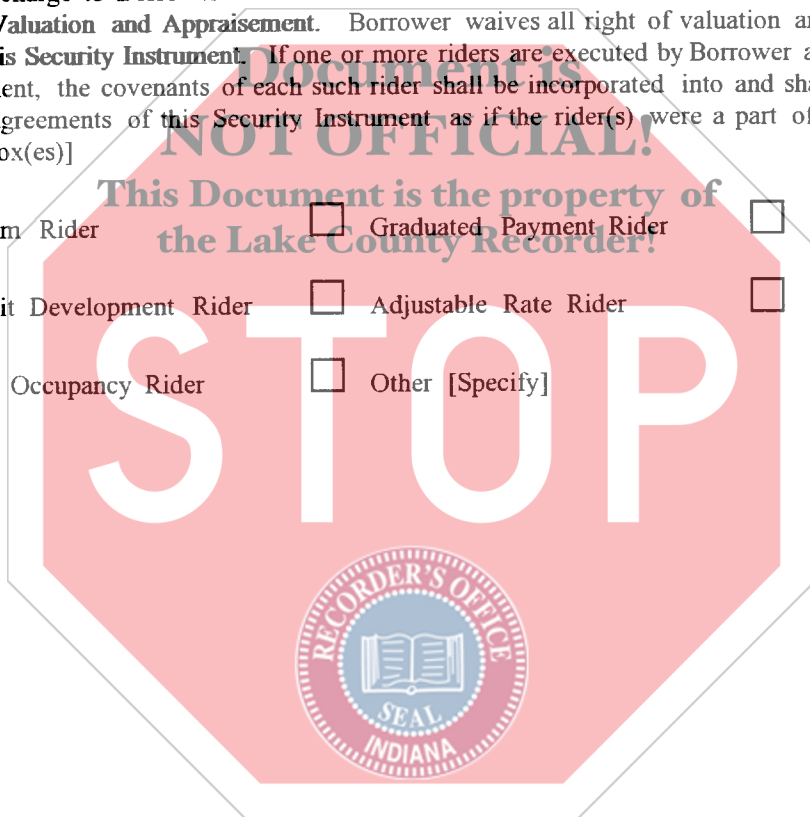 Valuation and Appraisement. Borrower waives all right of valuation
is Security Instrument. If one or more riders are executed by Borrower
ent, the covenants of each such rider shall be incorporated into and
greements of this Security Instrument as if the rider(s) were a part of
ox(es)]
Document is
NOT OFFICIAL!
This Document is the property of
the Lake County Recorder!
m Rider
Graduated Payment Rider
it Development Rider
Adjustable Rate Rider
Occupancy Rider
Other [Specify]
STOP
RECORDER'S OFFICE
SEAL
INDIANA